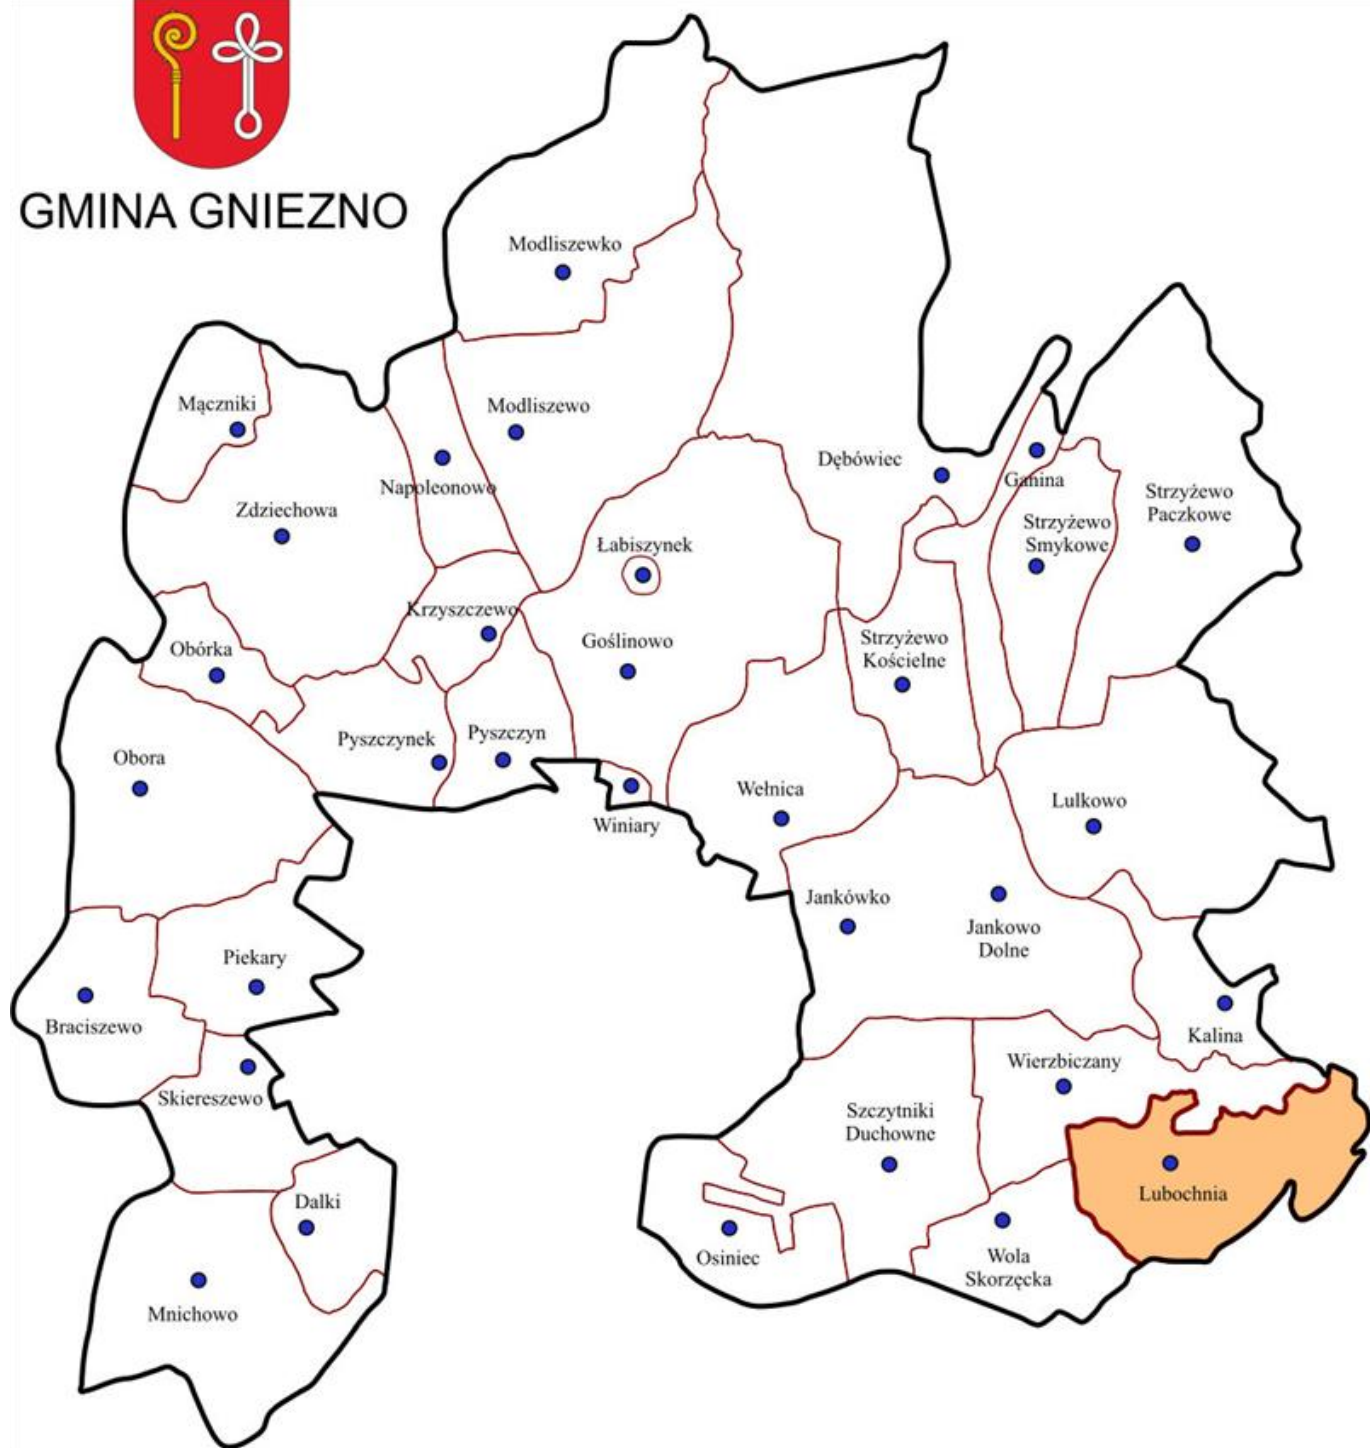 GMINA GNIEZNO
Modliszewko
Mączniki
Modliszewo
Napoleonowo
Dębówiec
Ganina
Strzyżewo
Paczkowe
Zdziechowa
Strzyżewo
Smykowe
Łabiszynek
Krzyszczewo
Obórka
Goślinowo
Strzyżewo
Kościelne
Pyszczynek
Pyszczyn
Obora
Winiary
Wełnica
Lulkowo
Jankówko
Jankowo
Dolne
Piekary
Braciszewo
Kalina
Skiereszewo
Wierzbiczany
Szczytniki
Duchowne
Lubochnia
Dalki
Osiniec
Wola
Skorzęcka
Mnichowo